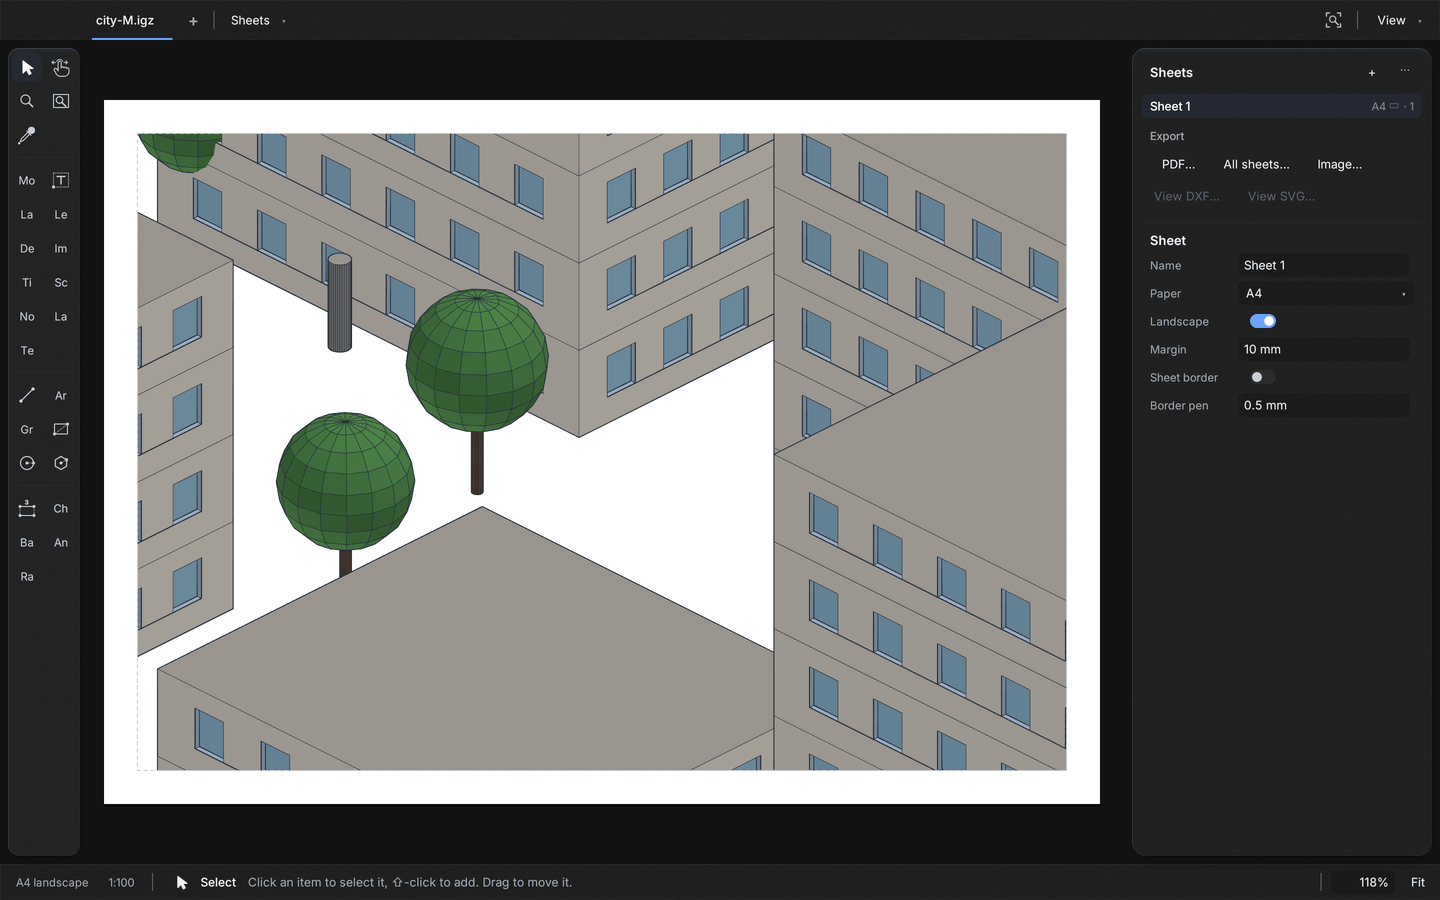 city-M.igz + Sheets View
Sheets + ...
Sheet 1 A4 · 1
Export
PDF... All sheets... Image...
View DXF... View SVG...
Sheet
Name Sheet 1
Paper A4
Landscape
Margin 10 mm
Sheet border
Border pen 0.5 mm
Mo T
La Le
De Im
Ti Sc
No La
Te
Ar
Gr
3
Ch
Ba An
Ra
A4 landscape 1:100 Select Click an item to select it, ⇧-click to add. Drag to move it. 118% Fit